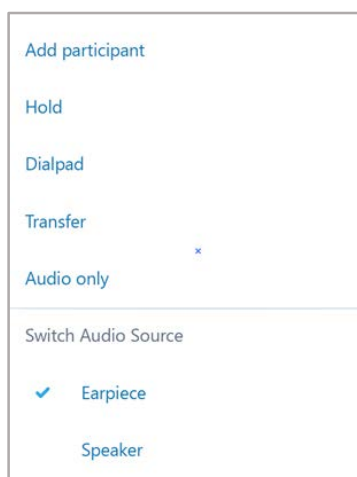 Add participant
Hold
Dialpad
Transfer
Audio only
Switch Audio Source
Earpiece
Speaker